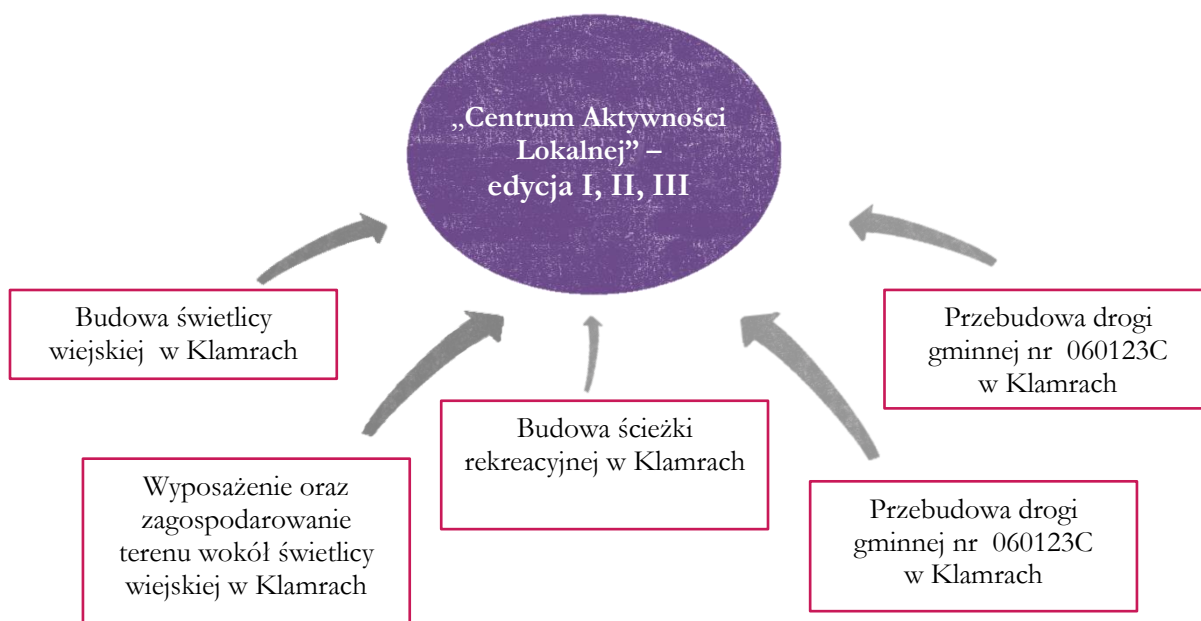 „Centrum Aktywności
Lokalnej” –
edycja I, II, III
Budowa świetlicy
wiejskiej w Klamrach
Przebudowa drogi
gminnej nr 060123C
w Klamrach
Budowa ścieżki
rekreacyjnej w Klamrach
Wyposażenie oraz
zagospodarowanie
terenu wokół świetlicy
wiejskiej w Klamrach
Przebudowa drogi
gminnej nr 060123C
w Klamrach